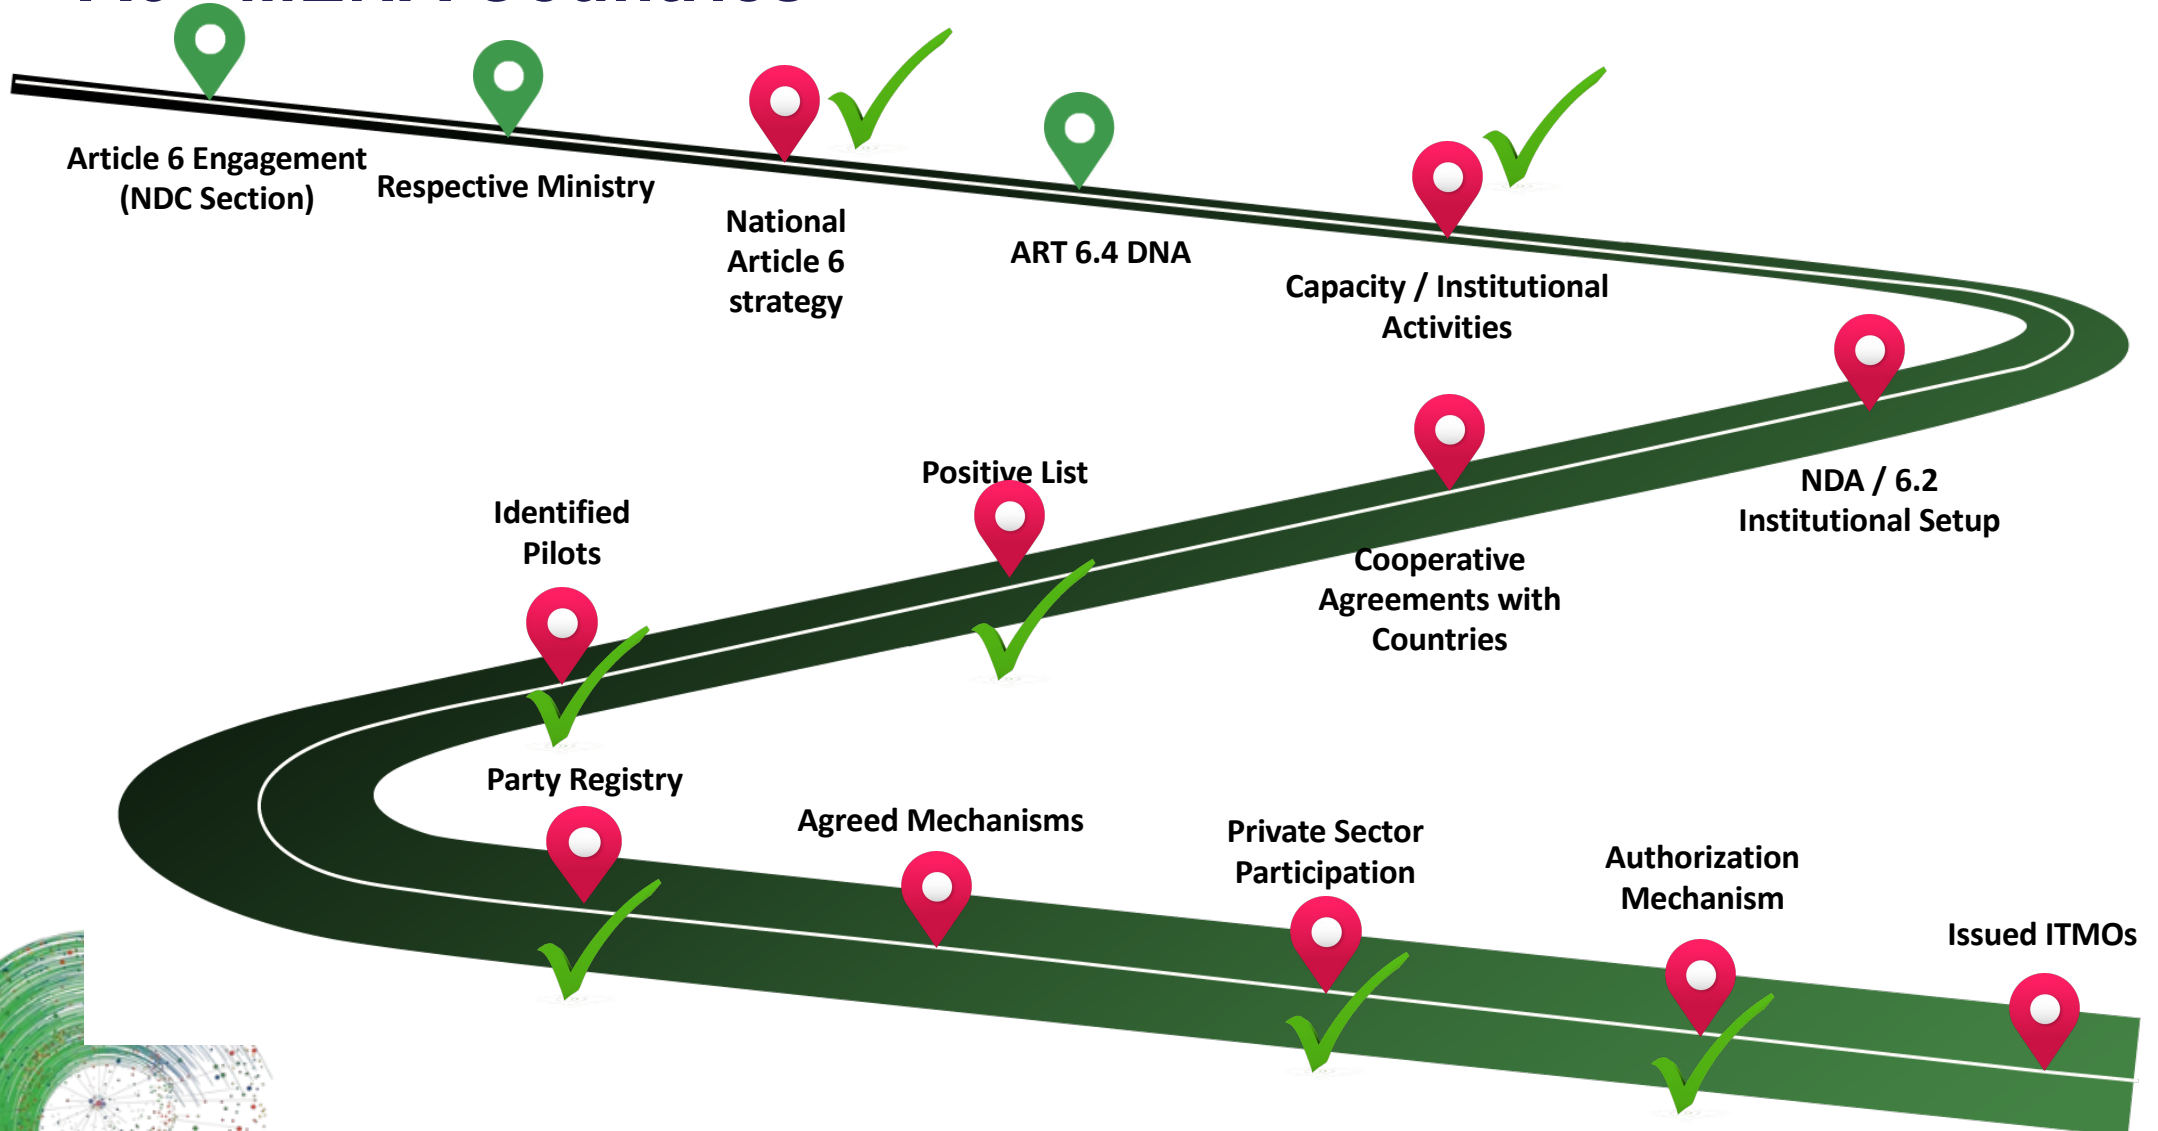 MENA Countries
Article 6 Engagement
(NDC Section)
Respective Ministry
National
Article 6
strategy
ART 6.4 DNA
Capacity / Institutional
Activities
NDA / 6.2
Institutional Setup
Cooperative
Agreements with
Countries
Positive List
Identified
Pilots
Party Registry
Agreed Mechanisms
Private Sector
Participation
Authorization
Mechanism
Issued ITMOs